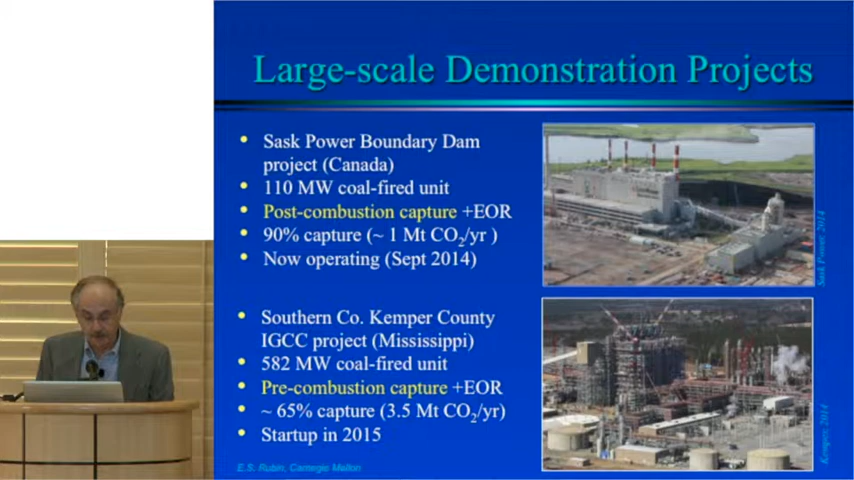 Large-scale Demonstration Projects
• Sask Power Boundary Dam
project (Canada)
• 110 MW coal-fired unit
• Post-combustion capture +EOR
• 90% capture (~ 1 Mt CO₂/yr )
• Now operating (Sept 2014)
Sask Power, 2014
• Southern Co. Kemper County
IGCC project (Mississippi)
• 582 MW coal-fired unit
• Pre-combustion capture +EOR
• ~ 65% capture (3.5 Mt CO₂/yr)
• Startup in 2015
Kemper, 2014
E.S. Rubin, Carnegie Mellon